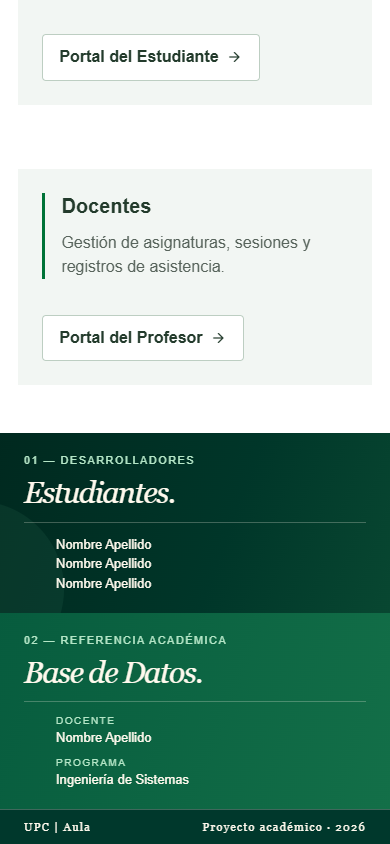 Portal del Estudiante →
Docentes
Gestión de asignaturas, sesiones y
registros de asistencia.
Portal del Profesor →
01 — DESARROLLADORES
Estudiantes.
Nombre Apellido
Nombre Apellido
Nombre Apellido
02 — REFERENCIA ACADÉMICA
Base de Datos.
DOCENTE
Nombre Apellido
PROGRAMA
Ingeniería de Sistemas
UPC | Aula
Proyecto académico · 2026